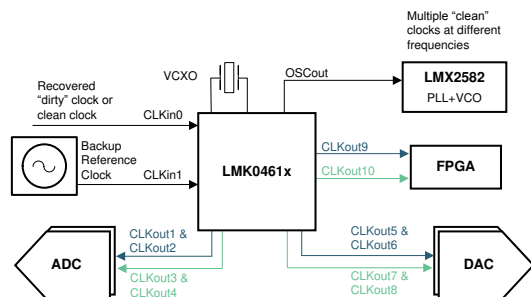 Multiple “clean”
clocks at different
frequencies
VCXO
OSCout
LMX2582
PLL+VCO
Recovered
“dirty” clock or
clean clock
CLKin0
Backup
Reference
Clock
CLKin1
LMK0461x
CLKout9
CLKout10
FPGA
ADC
CLKout1 &
CLKout2
CLKout3 &
CLKout4
CLKout5 &
CLKout6
CLKout7 &
CLKout8
DAC